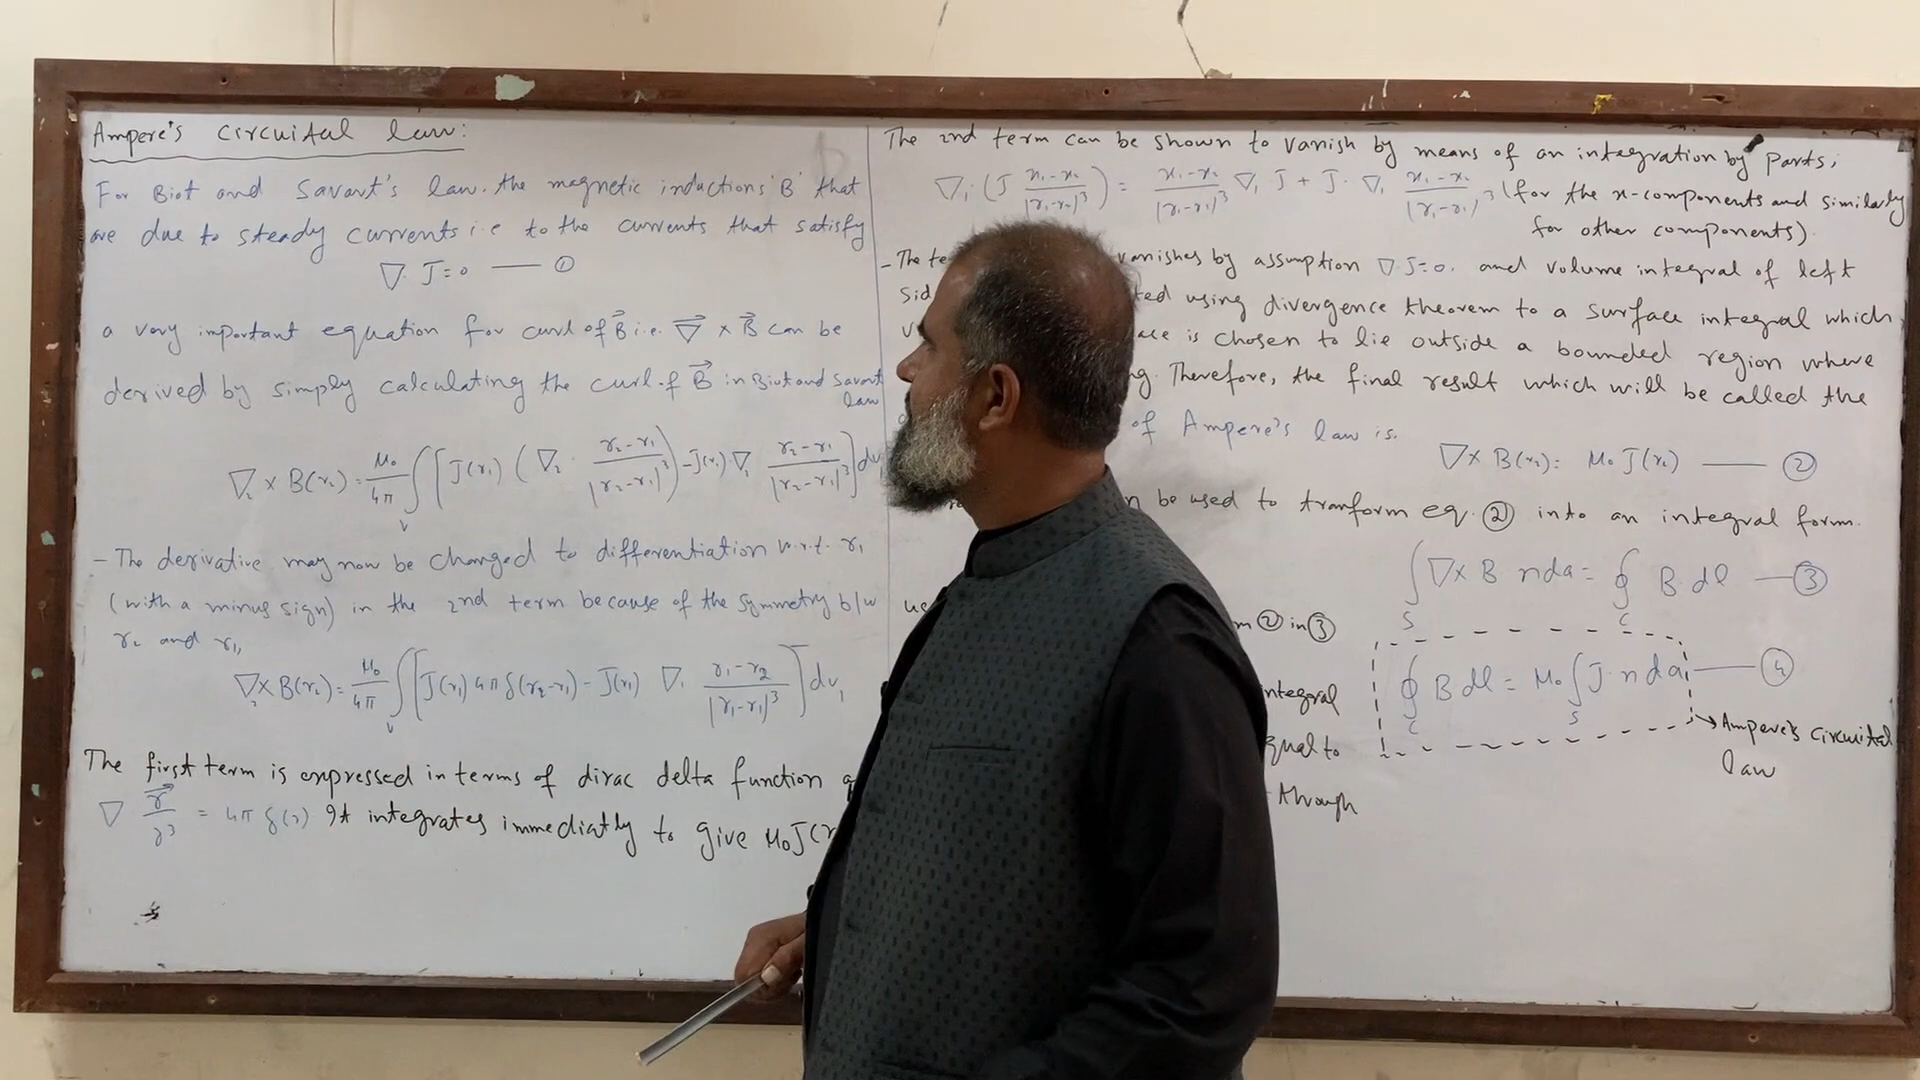 Ampere's circuital law:
For Biot and Savart's law. the magnetic inductions 'B' that
are due to steady currents i.e to the currents that satisfy
∇. J=0 — ①
a very important equation for curl of B⃗ i.e. ∇⃗ × B⃗ can be
derived by simply calculating the curl of B⃗ in Biot and Savart
law
∇₂ × B(r₂) = μ₀/4π ∫ᵥ [J(r₁) (∇₂ · (r₂-r₁)/|r₂-r₁|³) - J(r₁)·∇₂ (r₂-r₁)/|r₂-r₁|³] dv₁
- The derivative may now be changed to differentiation w.r.t. r₁
(with a minus sign) in the 2nd term because of the symmetry b/w
r₂ and r₁,
∇₂× B(r₂) = μ₀/4π ∫ᵥ [J(r₁) 4π δ(r₂-r₁) - J(r₁) ∇₁ (r₁-r₂)/|r₁-r₁|³] dv₁
The first term is expressed in terms of dirac delta function
∇ r⃗/r³ = 4π δ(r) It integrates immediatly to give μ₀J(r
The 2nd term can be shown to vanish by means of an integration by parts;
∇₁·(J (x₁-x₂)/|r₁-r₂|³) = (x₁-x₂)/|r₁-r₁|³ ∇₁ J + J· ∇₁ (x₁-x₂)/|r₁-r₁|³ (for the x-components and similarly
for other components).
- The te vanishes by assumption ∇.J=0. and volume integral of left
sid ted using divergence theorem to a surface integral which
is chosen to lie outside a bounded region where
ng. Therefore, the final result which will be called the
of Ampere's law is.
∇× B(r₂) = μ₀ J(r₂) — ②
n be used to tranform eq. ② into an integral form.
∫ₛ ∇× B nda = ∮꜀ B. dl — ③
m ② in ③
∮꜀ B dl = μ₀ ∫ₛ J. n da — ④
integral
qual to
Ampere's circuital
law
through